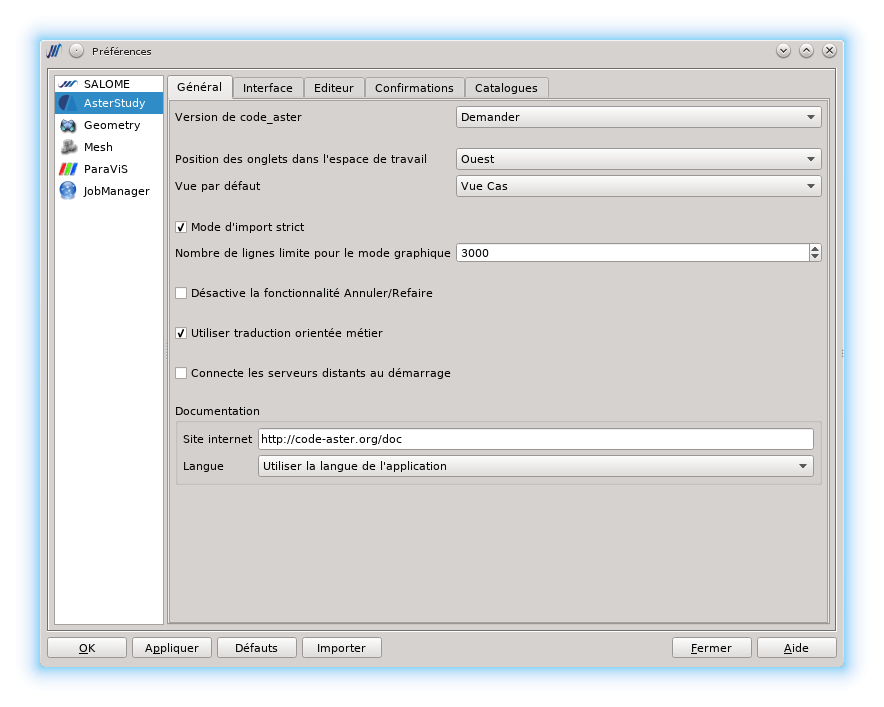 Préférences
SALOME
AsterStudy
Geometry
Mesh
ParaViS
JobManager
Général Interface Editeur Confirmations Catalogues
Version de code_aster Demander
Position des onglets dans l'espace de travail Ouest
Vue par défaut Vue Cas
Mode d'import strict
Nombre de lignes limite pour le mode graphique 3000
Désactive la fonctionnalité Annuler/Refaire
Utiliser traduction orientée métier
Connecte les serveurs distants au démarrage
Documentation
Site internet http://code-aster.org/doc
Langue Utiliser la langue de l'application
OK Appliquer Défauts Importer Fermer Aide